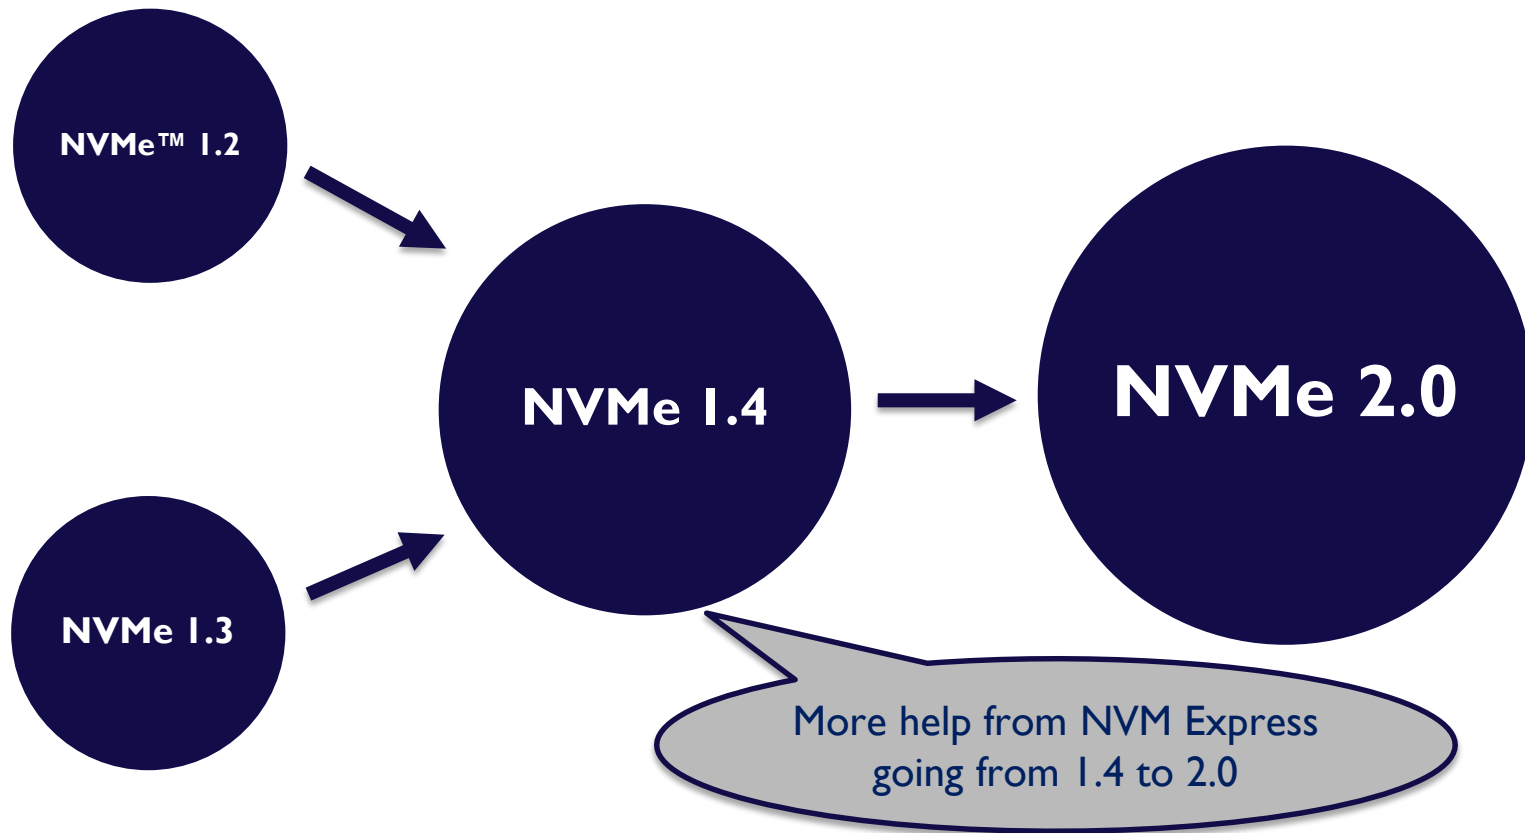 NVMe™ 1.2
NVMe 1.4
NVMe 2.0
NVMe 1.3
More help from NVM Express
going from 1.4 to 2.0